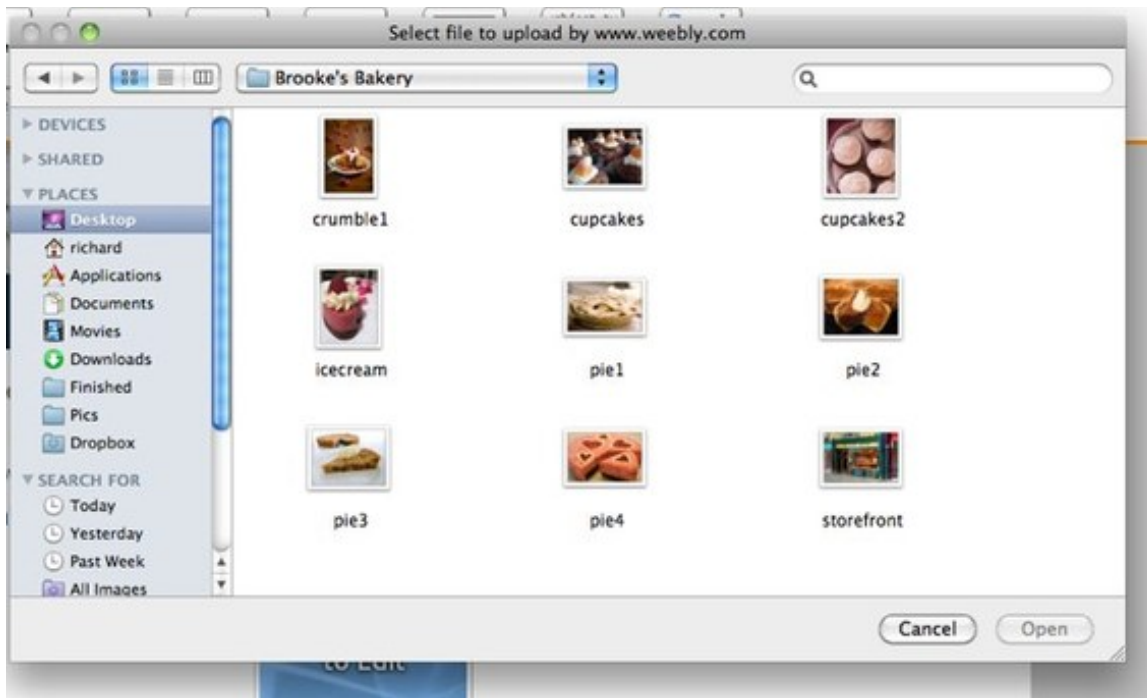 Select file to upload by www.weebly.com
Brooke's Bakery
DEVICES
SHARED
PLACES
Desktop
richard
Applications
Documents
Movies
Downloads
Finished
Pics
Dropbox
SEARCH FOR
Today
Yesterday
Past Week
All Images
crumble1
cupcakes
cupcakes2
icecream
pie1
pie2
pie3
pie4
storefront
Cancel
Open
to Edit